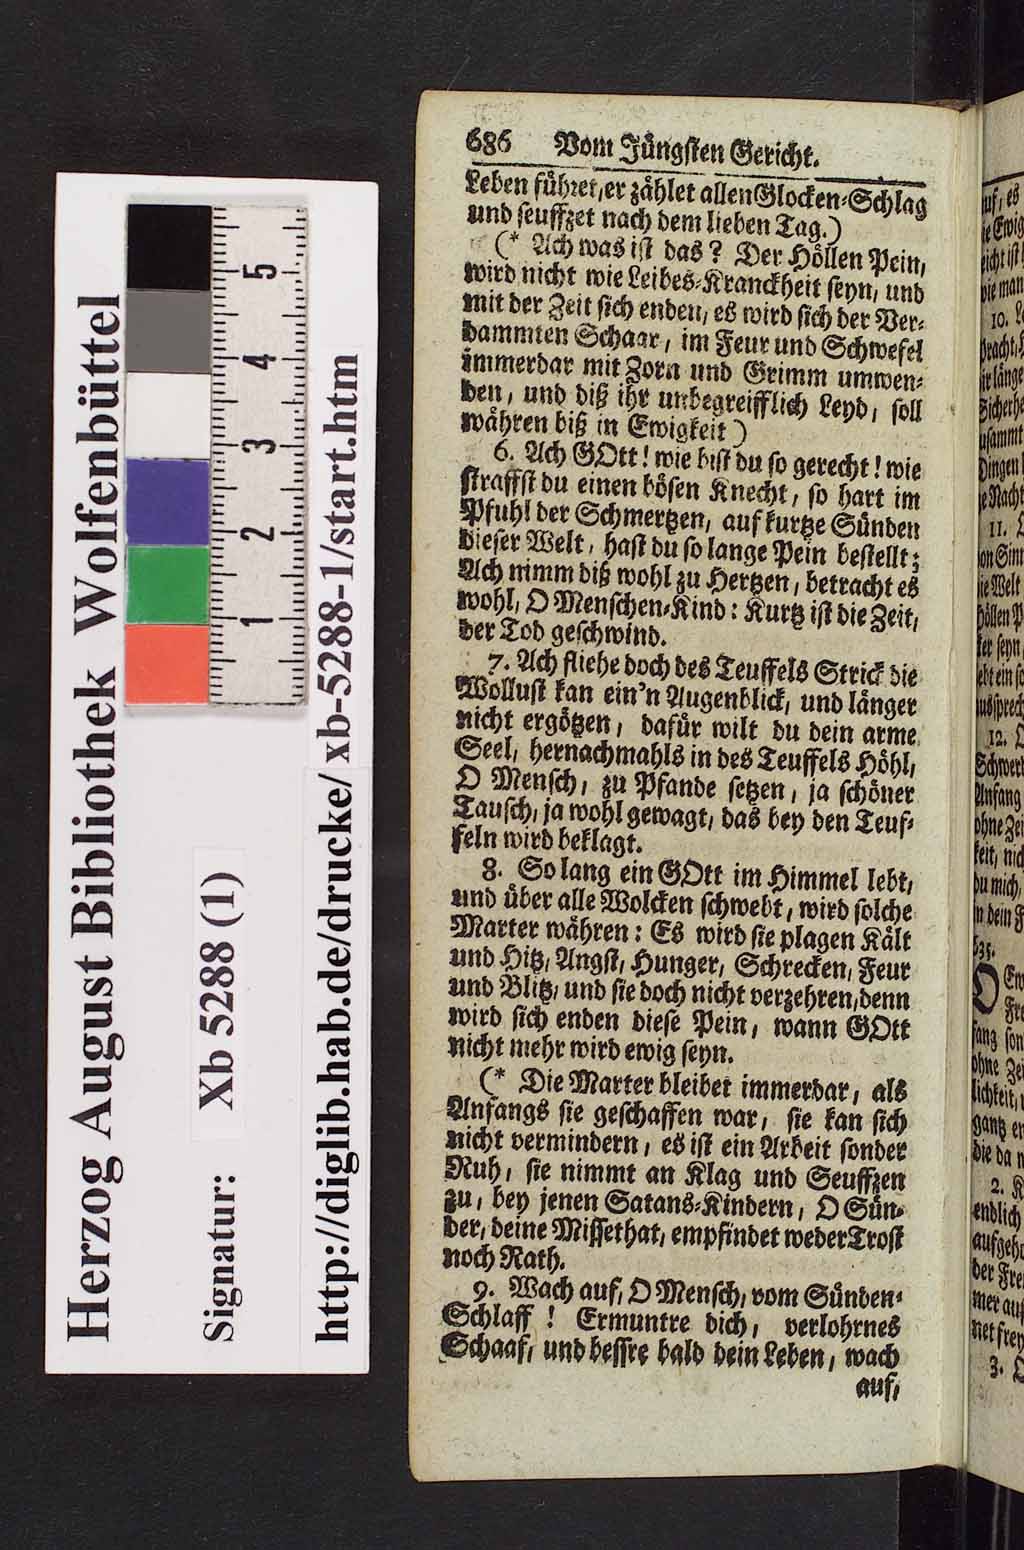 Herzog August Bibliothek Wolfenbüttel
Signatur: Xb 5288 (1)
http://diglib.hab.de/drucke/xb-5288-1/start.htm
1
2
3
4
5
686 Vom Jüngsten Gericht.
Leben führet, er zählet allen Glocken-Schlag
und seuffzet nach dem lieben Tag.)
(* Ach was ist das? Der Höllen Pein,
wird nicht wie Leibes-Kranckheit seyn, und
mit der Zeit sich enden, es wird sich der Ver-
dammten Schaar, im Feur und Schwefel
immerdar mit Zorn und Grimm umwen-
den, und diß ihr unbegreifflich Leyd, soll
währen biß in Ewigkeit)
6. Ach GOtt! wie bist du so gerecht! wie
straffst du einen bösen Knecht, so hart im
Pfuhl der Schmertzen, auf kurtze Sünden
dieser Welt, hast du so lange Pein bestellt;
Ach nimm diß wohl zu Hertzen, betracht es
wohl, O Menschen-Kind: Kurtz ist die Zeit,
der Tod geschwind.
7. Ach fliehe doch des Teuffels Strick die
Wollust kan ein'n Augenblick, und länger
nicht ergötzen, dafür wilt du dein arme
Seel, hernachmahls in des Teuffels Höhl,
O Mensch, zu Pfande setzen, ja schöner
Tausch, ja wohl gewagt, das bey den Teuf-
feln wird beklagt.
8. So lang ein GOtt im Himmel lebt,
und über alle Wolcken schwebt, wird solche
Marter währen: Es wird sie plagen Kält
und Hitz, Angst, Hunger, Schrecken, Feur
und Blitz, und sie doch nicht verzehren, denn
wird sich enden diese Pein, wann GOtt
nicht mehr wird ewig seyn.
(* Die Marter bleibet immerdar, als
Anfangs sie geschaffen war, sie kan sich
nicht vermindern, es ist ein Arbeit sonder
Ruh, sie nimmt an Klag und Seuffzen
zu, bey jenen Satans-Kindern, O Sün-
der, deine Missethat, empfindet weder Trost
noch Rath.
9. Wach auf, O Mensch, vom Sünden-
Schlaff! Ermuntre dich, verlohrnes
Schaaf, und bessre bald dein Leben, wach
auf,